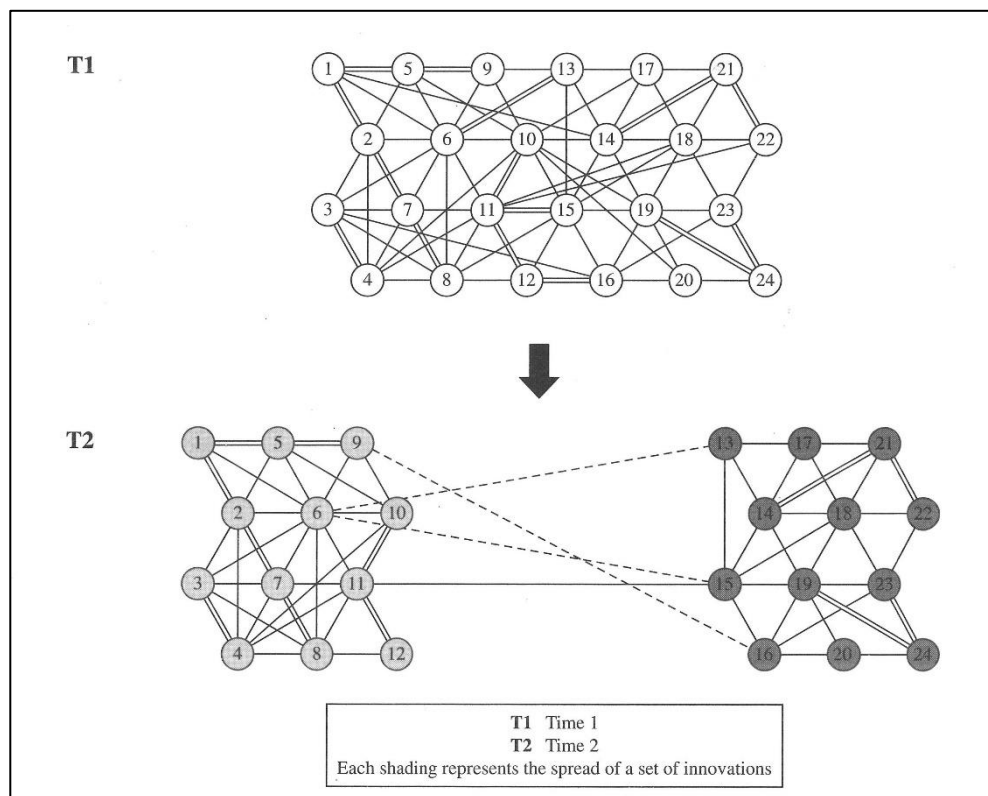 T1
1 5 9 13 17 21
2 6 10 14 18 22
3 7 11 15 19 23
4 8 12 16 20 24
T2
1 5 9 13 17 21
2 6 10 14 18 22
3 7 11 15 19 23
4 8 12 16 20 24
T1 Time 1
T2 Time 2
Each shading represents the spread of a set of innovations